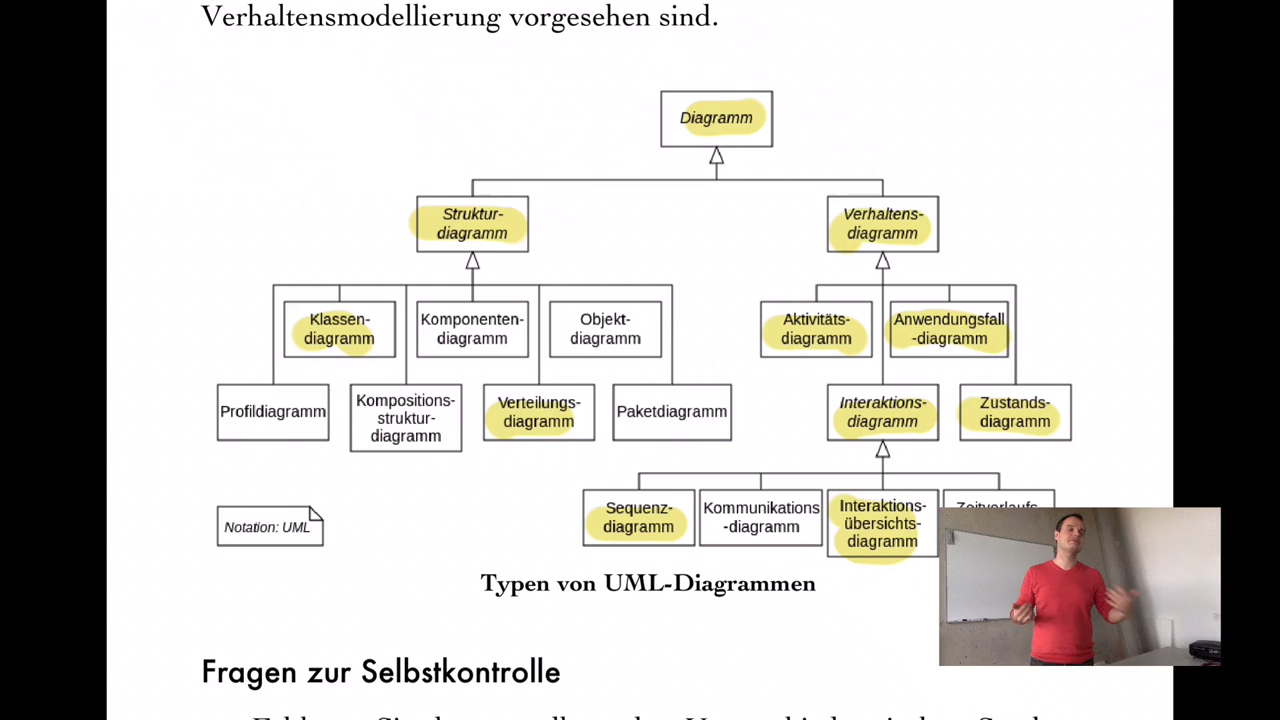 Verhaltensmodellierung vorgesehen sind.
Diagramm
Struktur-
diagramm
Verhaltens-
diagramm
Klassen-
diagramm
Komponenten-
diagramm
Objekt-
diagramm
Aktivitäts-
diagramm
Anwendungsfall
-diagramm
Profildiagramm
Kompositions-
struktur-
diagramm
Verteilungs-
diagramm
Paketdiagramm
Interaktions-
diagramm
Zustands-
diagramm
Sequenz-
diagramm
Kommunikations
-diagramm
Interaktions-
übersichts-
diagramm
Notation: UML
Typen von UML-Diagrammen
Fragen zur Selbstkontrolle